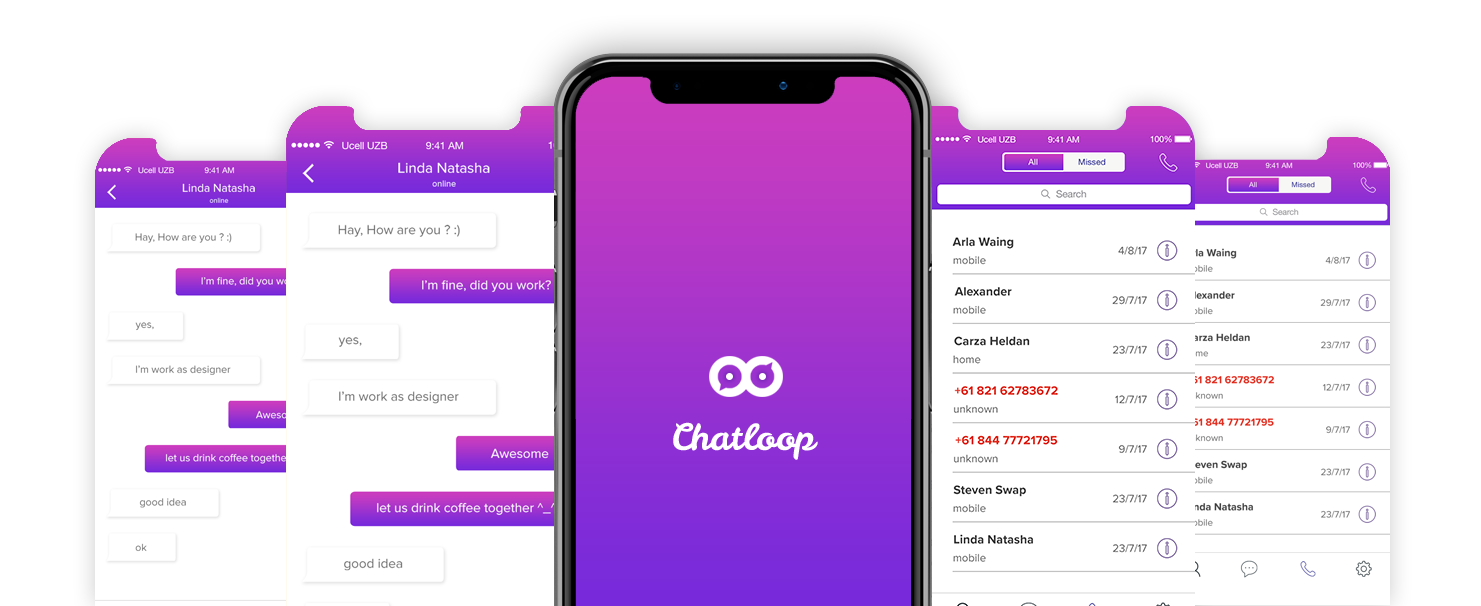 Ucell UZB 9:41 AM
Linda Natasha
online
Hay, How are you ? :)
I'm fine, did you wo
yes,
I'm work as designer
Aweso
let us drink coffee togethe
good idea
ok
Ucell UZB 9:41 AM 1
Linda Natasha
online
Hay, How are you ? :)
I'm fine, did you work?
yes,
I'm work as designer
Awesome
let us drink coffee together ^_^
good idea
Chatloop
Ucell UZB 9:41 AM 100%
All Missed
Search
Arla Waing
4/8/17
mobile
Alexander
29/7/17
mobile
Carza Heldan
23/7/17
home
+61 821 62783672
12/7/17
unknown
+61 844 77721795
9/7/17
unknown
Steven Swap
23/7/17
mobile
Linda Natasha
23/7/17
mobile
Ucell UZB 9:41 AM 100%
All Missed
Search
la Waing
4/8/17
obile
lexander
29/7/17
obile
arza Heldan
23/7/17
me
61 821 62783672
12/7/17
known
61 844 77721795
9/7/17
known
even Swap
23/7/17
obile
nda Natasha
23/7/17
obile